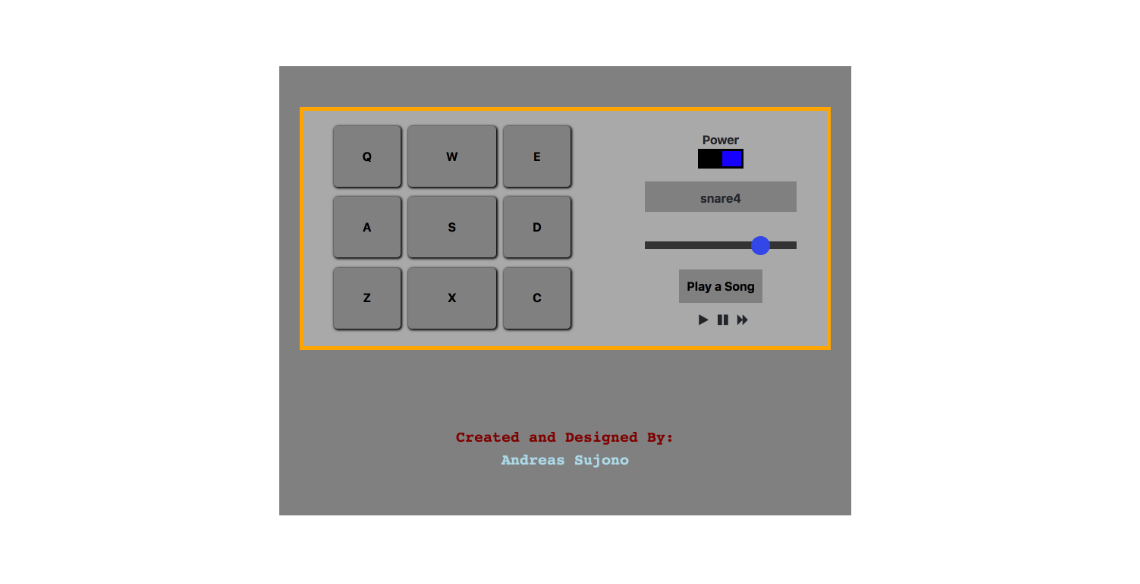 Q W E
A S D
Z X C
Power
snare4
Play a Song
Created and Designed By:
Andreas Sujono